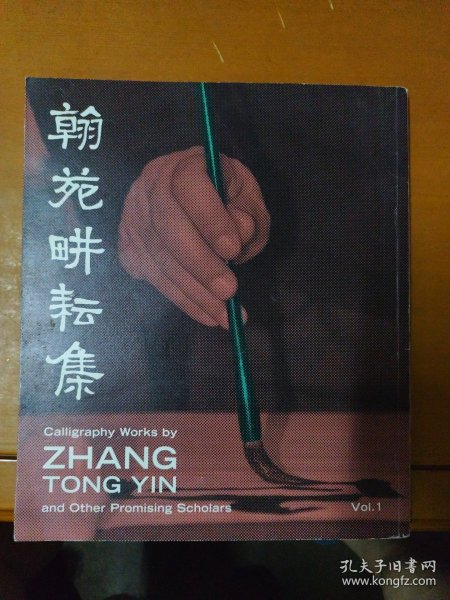 翰苑畊耘集
Calligraphy Works by
ZHANG
TONG YIN
and Other Promising Scholars
Vol.1
孔夫子旧书网
www.kongfz.com